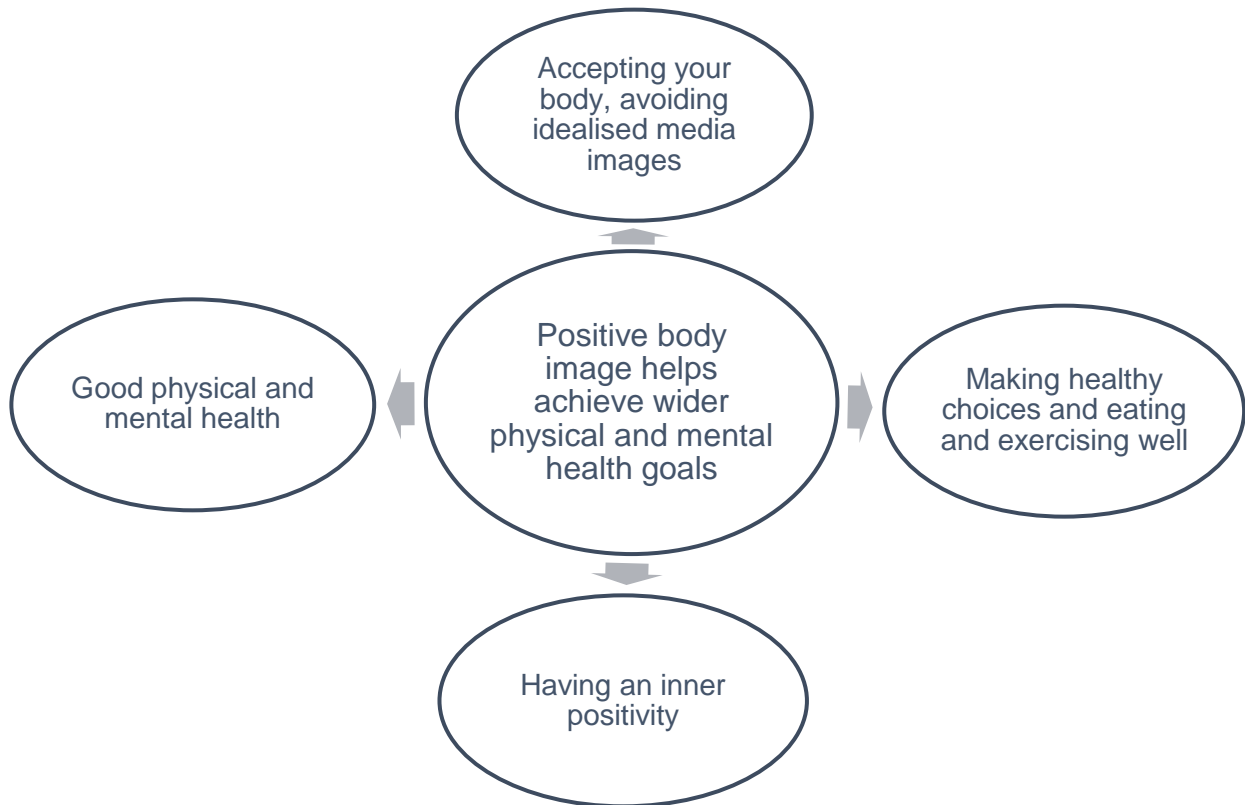 Accepting your
body, avoiding
idealised media
images
Good physical and
mental health
Positive body
image helps
achieve wider
physical and mental
health goals
Making healthy
choices and eating
and exercising well
Having an inner
positivity